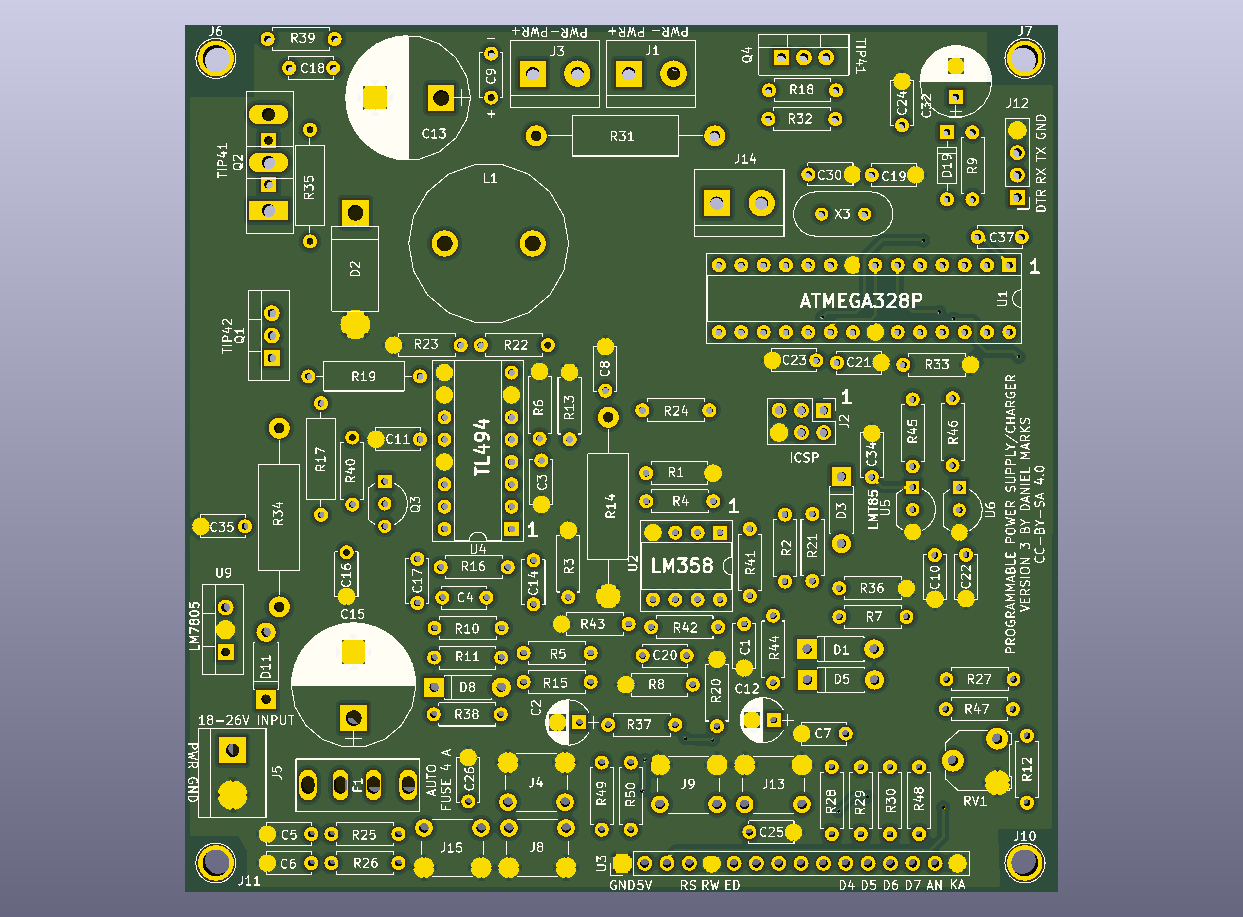 J6
R39
C18
C9
C13
PWR- PWR+
PWR- PWR+
J3
J1
Q4
TIP41
R18
R32
C24
C32
J7
J12
DTR RX TX GND
D19
R9
TIP41
Q2
R35
R31
L1
J14
C30
C19
X3
C37
D2
1
ATMEGA328P
U1
TIP42
Q1
R23
R22
C8
C23
C21
R33
R19
R6
R13
R24
1
J2
ICSP
R17
R40
C11
TL494
C3
R14
R1
R4
C34
R45
R46
R34
Q3
D3
LMT85
U5
U6
C35
1
1
U4
U2
LM358
R41
R2
R21
C16
C17
R16
C14
R3
C4
R36
C10
C22
R7
PROGRAMMABLE POWER SUPPLY/CHARGER
VERSION 3 BY DANIEL MARKS
CC-BY-SA 4.0
U9
LM7805
C15
R10
R11
D8
R38
R43
R42
R5
C20
R15
R8
C1
R44
D1
D5
D11
18-26V INPUT
C2
R37
R20
C12
C7
R27
R47
PWR GND
J5
F1
AUTO
FUSE 4 A
C26
J4
R49
R50
J9
J13
R28
R29
R30
R48
RV1
R12
C5
R25
C6
R26
J15
J8
C25
J10
J11
U3
GND5V RS RW ED D4 D5 D6 D7 AN KA